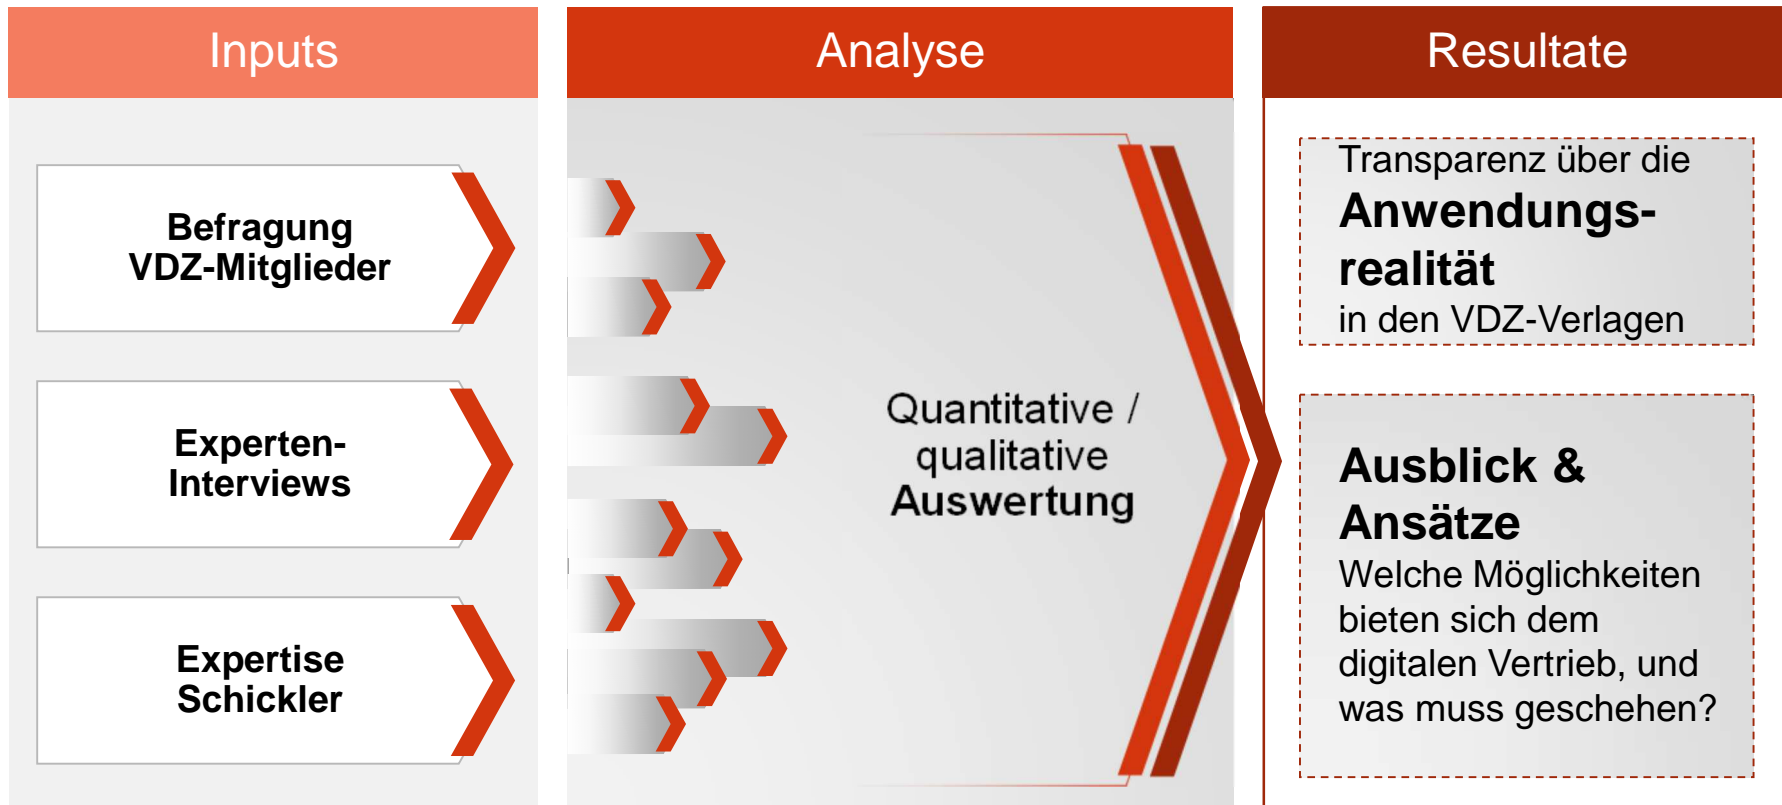 Inputs
Analyse
Resultate
Befragung
VDZ-Mitglieder
Experten-
Interviews
Expertise
Schickler
Quantitative /
qualitative
Auswertung
Transparenz über die
Anwendungs-
realität
in den VDZ-Verlagen
Ausblick &
Ansätze
Welche Möglichkeiten
bieten sich dem
digitalen Vertrieb, und
was muss geschehen?